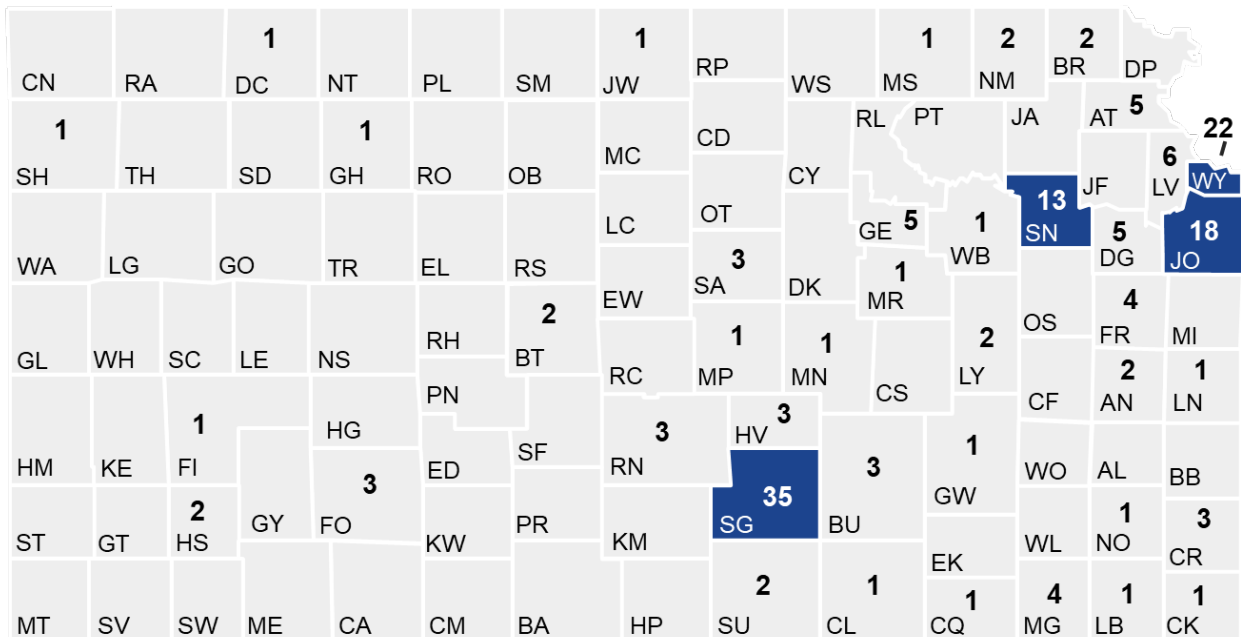 1 1 1 2 2
CN RA DC NT PL SM JW RP WS MS NM BR DP
1 1 5 22
SH TH SD GH RO OB MC CD CY RL PT JA AT
6
JF LV WY
13
LC OT GE 5 1 WB SN 5 DG 18 JO
WA LG GO TR EL RS EW 3 SA DK 1 MR
2 4
GL WH SC LE NS RH BT RC 1 MP 1 MN CS 2 LY OS FR MI
2 1
PN CF AN LN
1 3 3 1
HM KE FI HG ED SF RN HV 3 BU GW WO AL BB
2 3 35 1 3
ST GT HS GY FO KW PR KM SG EK WL NO CR
2 1 1 4 1 1
MT SV SW ME CA CM BA HP SU CL CQ MG LB CK